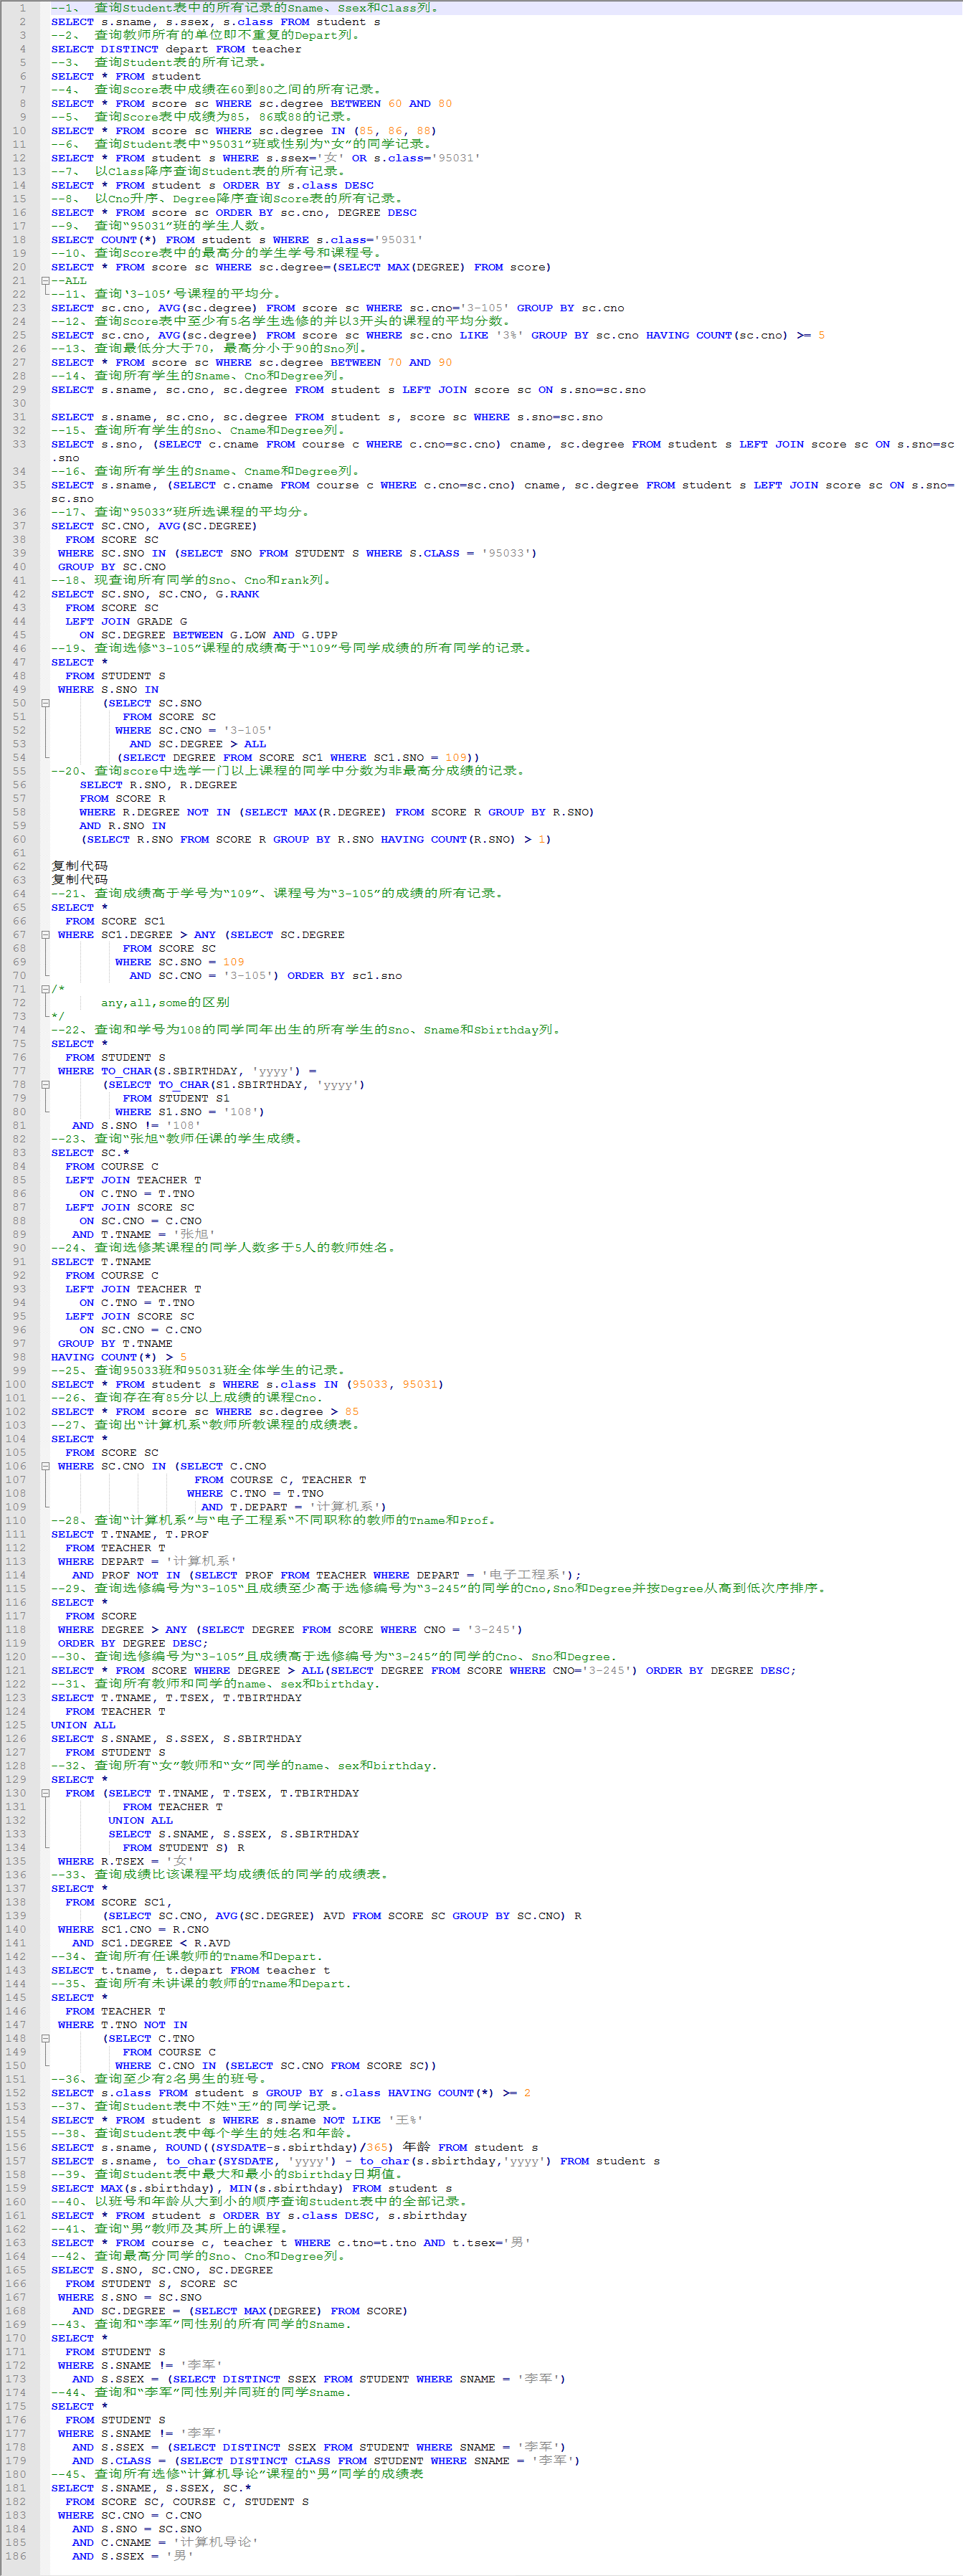 1 --1、 查询Student表中的所有记录的Sname、Ssex和Class列。
2 SELECT s.sname, s.ssex, s.class FROM student s
3 --2、 查询教师所有的单位即不重复的Depart列。
4 SELECT DISTINCT depart FROM teacher
5 --3、 查询Student表的所有记录。
6 SELECT * FROM student
7 --4、 查询Score表中成绩在60到80之间的所有记录。
8 SELECT * FROM score sc WHERE sc.degree BETWEEN 60 AND 80
9 --5、 查询Score表中成绩为85，86或88的记录。
10 SELECT * FROM score sc WHERE sc.degree IN (85, 86, 88)
11 --6、 查询Student表中“95031”班或性别为“女”的同学记录。
12 SELECT * FROM student s WHERE s.ssex='女' OR s.class='95031'
13 --7、 以Class降序查询Student表的所有记录。
14 SELECT * FROM student s ORDER BY s.class DESC
15 --8、 以Cno升序、Degree降序查询Score表的所有记录。
16 SELECT * FROM score sc ORDER BY sc.cno, DEGREE DESC
17 --9、 查询“95031”班的学生人数。
18 SELECT COUNT(*) FROM student s WHERE s.class='95031'
19 --10、查询Score表中的最高分的学生学号和课程号。
20 SELECT * FROM score sc WHERE sc.degree=(SELECT MAX(DEGREE) FROM score)
21 --ALL
22 --11、查询‘3-105’号课程的平均分。
23 SELECT sc.cno, AVG(sc.degree) FROM score sc WHERE sc.cno='3-105' GROUP BY sc.cno
24 --12、查询Score表中至少有5名学生选修的并以3开头的课程的平均分数。
25 SELECT sc.cno, AVG(sc.degree) FROM score sc WHERE sc.cno LIKE '3%' GROUP BY sc.cno HAVING COUNT(sc.cno) >= 5
26 --13、查询最低分大于70，最高分小于90的Sno列。
27 SELECT * FROM score sc WHERE sc.degree BETWEEN 70 AND 90
28 --14、查询所有学生的Sname、Cno和Degree列。
29 SELECT s.sname, sc.cno, sc.degree FROM student s LEFT JOIN score sc ON s.sno=sc.sno
30
31 SELECT s.sname, sc.cno, sc.degree FROM student s, score sc WHERE s.sno=sc.sno
32 --15、查询所有学生的Sno、Cname和Degree列。
33 SELECT s.sno, (SELECT c.cname FROM course c WHERE c.cno=sc.cno) cname, sc.degree FROM student s LEFT JOIN score sc ON s.sno=sc
.sno
34 --16、查询所有学生的Sname、Cname和Degree列。
35 SELECT s.sname, (SELECT c.cname FROM course c WHERE c.cno=sc.cno) cname, sc.degree FROM student s LEFT JOIN score sc ON s.sno=
sc.sno
36 --17、查询“95033”班所选课程的平均分。
37 SELECT SC.CNO, AVG(SC.DEGREE)
38 FROM SCORE SC
39 WHERE SC.SNO IN (SELECT SNO FROM STUDENT S WHERE S.CLASS = '95033')
40 GROUP BY SC.CNO
41 --18、现查询所有同学的Sno、Cno和rank列。
42 SELECT SC.SNO, SC.CNO, G.RANK
43 FROM SCORE SC
44 LEFT JOIN GRADE G
45 ON SC.DEGREE BETWEEN G.LOW AND G.UPP
46 --19、查询选修“3-105”课程的成绩高于“109”号同学成绩的所有同学的记录。
47 SELECT *
48 FROM STUDENT S
49 WHERE S.SNO IN
50 (SELECT SC.SNO
51 FROM SCORE SC
52 WHERE SC.CNO = '3-105'
53 AND SC.DEGREE > ALL
54 (SELECT DEGREE FROM SCORE SC1 WHERE SC1.SNO = 109))
55 --20、查询score中选学一门以上课程的同学中分数为非最高分成绩的记录。
56 SELECT R.SNO, R.DEGREE
57 FROM SCORE R
58 WHERE R.DEGREE NOT IN (SELECT MAX(R.DEGREE) FROM SCORE R GROUP BY R.SNO)
59 AND R.SNO IN
60 (SELECT R.SNO FROM SCORE R GROUP BY R.SNO HAVING COUNT(R.SNO) > 1)
61
62 复制代码
63 复制代码
64 --21、查询成绩高于学号为“109”、课程号为“3-105”的成绩的所有记录。
65 SELECT *
66 FROM SCORE SC1
67 WHERE SC1.DEGREE > ANY (SELECT SC.DEGREE
68 FROM SCORE SC
69 WHERE SC.SNO = 109
70 AND SC.CNO = '3-105') ORDER BY sc1.sno
71 /*
72 any,all,some的区别
73 */
74 --22、查询和学号为108的同学同年出生的所有学生的Sno、Sname和Sbirthday列。
75 SELECT *
76 FROM STUDENT S
77 WHERE TO_CHAR(S.SBIRTHDAY, 'yyyy') =
78 (SELECT TO_CHAR(S1.SBIRTHDAY, 'yyyy')
79 FROM STUDENT S1
80 WHERE S1.SNO = '108')
81 AND S.SNO != '108'
82 --23、查询“张旭“教师任课的学生成绩。
83 SELECT SC.*
84 FROM COURSE C
85 LEFT JOIN TEACHER T
86 ON C.TNO = T.TNO
87 LEFT JOIN SCORE SC
88 ON SC.CNO = C.CNO
89 AND T.TNAME = '张旭'
90 --24、查询选修某课程的同学人数多于5人的教师姓名。
91 SELECT T.TNAME
92 FROM COURSE C
93 LEFT JOIN TEACHER T
94 ON C.TNO = T.TNO
95 LEFT JOIN SCORE SC
96 ON SC.CNO = C.CNO
97 GROUP BY T.TNAME
98 HAVING COUNT(*) > 5
99 --25、查询95033班和95031班全体学生的记录。
100 SELECT * FROM student s WHERE s.class IN (95033, 95031)
101 --26、查询存在有85分以上成绩的课程Cno.
102 SELECT * FROM score sc WHERE sc.degree > 85
103 --27、查询出“计算机系“教师所教课程的成绩表。
104 SELECT *
105 FROM SCORE SC
106 WHERE SC.CNO IN (SELECT C.CNO
107 FROM COURSE C, TEACHER T
108 WHERE C.TNO = T.TNO
109 AND T.DEPART = '计算机系')
110 --28、查询“计算机系”与“电子工程系“不同职称的教师的Tname和Prof。
111 SELECT T.TNAME, T.PROF
112 FROM TEACHER T
113 WHERE DEPART = '计算机系'
114 AND PROF NOT IN (SELECT PROF FROM TEACHER WHERE DEPART = '电子工程系');
115 --29、查询选修编号为“3-105“且成绩至少高于选修编号为“3-245”的同学的Cno,Sno和Degree并按Degree从高到低次序排序。
116 SELECT *
117 FROM SCORE
118 WHERE DEGREE > ANY (SELECT DEGREE FROM SCORE WHERE CNO = '3-245')
119 ORDER BY DEGREE DESC;
120 --30、查询选修编号为“3-105”且成绩高于选修编号为“3-245”的同学的Cno、Sno和Degree.
121 SELECT * FROM SCORE WHERE DEGREE > ALL(SELECT DEGREE FROM SCORE WHERE CNO='3-245') ORDER BY DEGREE DESC;
122 --31、查询所有教师和同学的name、sex和birthday.
123 SELECT T.TNAME, T.TSEX, T.TBIRTHDAY
124 FROM TEACHER T
125 UNION ALL
126 SELECT S.SNAME, S.SSEX, S.SBIRTHDAY
127 FROM STUDENT S
128 --32、查询所有“女”教师和“女”同学的name、sex和birthday.
129 SELECT *
130 FROM (SELECT T.TNAME, T.TSEX, T.TBIRTHDAY
131 FROM TEACHER T
132 UNION ALL
133 SELECT S.SNAME, S.SSEX, S.SBIRTHDAY
134 FROM STUDENT S) R
135 WHERE R.TSEX = '女'
136 --33、查询成绩比该课程平均成绩低的同学的成绩表。
137 SELECT *
138 FROM SCORE SC1,
139 (SELECT SC.CNO, AVG(SC.DEGREE) AVD FROM SCORE SC GROUP BY SC.CNO) R
140 WHERE SC1.CNO = R.CNO
141 AND SC1.DEGREE < R.AVD
142 --34、查询所有任课教师的Tname和Depart.
143 SELECT t.tname, t.depart FROM teacher t
144 --35、查询所有未讲课的教师的Tname和Depart.
145 SELECT *
146 FROM TEACHER T
147 WHERE T.TNO NOT IN
148 (SELECT C.TNO
149 FROM COURSE C
150 WHERE C.CNO IN (SELECT SC.CNO FROM SCORE SC))
151 --36、查询至少有2名男生的班号。
152 SELECT s.class FROM student s GROUP BY s.class HAVING COUNT(*) >= 2
153 --37、查询Student表中不姓“王”的同学记录。
154 SELECT * FROM student s WHERE s.sname NOT LIKE '王%'
155 --38、查询Student表中每个学生的姓名和年龄。
156 SELECT s.sname, ROUND((SYSDATE-s.sbirthday)/365) 年龄 FROM student s
157 SELECT s.sname, to_char(SYSDATE, 'yyyy') - to_char(s.sbirthday,'yyyy') FROM student s
158 --39、查询Student表中最大和最小的Sbirthday日期值。
159 SELECT MAX(s.sbirthday), MIN(s.sbirthday) FROM student s
160 --40、以班号和年龄从大到小的顺序查询Student表中的全部记录。
161 SELECT * FROM student s ORDER BY s.class DESC, s.sbirthday
162 --41、查询“男”教师及其所上的课程。
163 SELECT * FROM course c, teacher t WHERE c.tno=t.tno AND t.tsex='男'
164 --42、查询最高分同学的Sno、Cno和Degree列。
165 SELECT S.SNO, SC.CNO, SC.DEGREE
166 FROM STUDENT S, SCORE SC
167 WHERE S.SNO = SC.SNO
168 AND SC.DEGREE = (SELECT MAX(DEGREE) FROM SCORE)
169 --43、查询和“李军”同性别的所有同学的Sname.
170 SELECT *
171 FROM STUDENT S
172 WHERE S.SNAME != '李军'
173 AND S.SSEX = (SELECT DISTINCT SSEX FROM STUDENT WHERE SNAME = '李军')
174 --44、查询和“李军”同性别并同班的同学Sname.
175 SELECT *
176 FROM STUDENT S
177 WHERE S.SNAME != '李军'
178 AND S.SSEX = (SELECT DISTINCT SSEX FROM STUDENT WHERE SNAME = '李军')
179 AND S.CLASS = (SELECT DISTINCT CLASS FROM STUDENT WHERE SNAME = '李军')
180 --45、查询所有选修“计算机导论”课程的“男”同学的成绩表
181 SELECT S.SNAME, S.SSEX, SC.*
182 FROM SCORE SC, COURSE C, STUDENT S
183 WHERE SC.CNO = C.CNO
184 AND S.SNO = SC.SNO
185 AND C.CNAME = '计算机导论'
186 AND S.SSEX = '男'